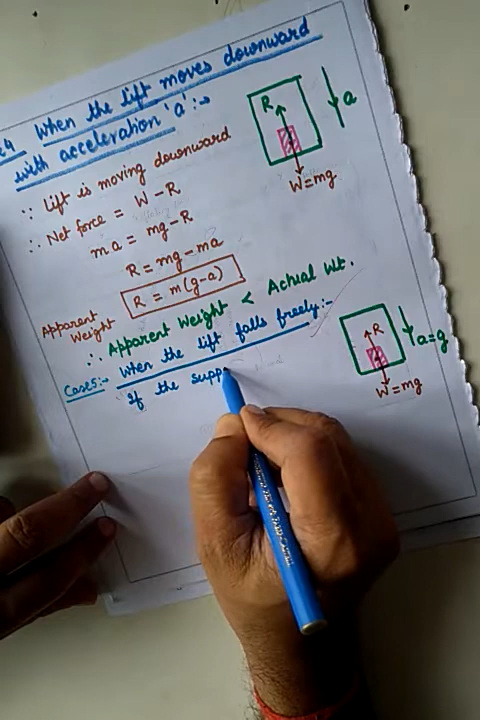 When the lift moves downward
with acceleration 'a' :→
R
a
W=mg
∵ Lift is moving downward
∴ Net force = W-R
ma = mg-R
R = mg-ma
Apparent Weight
R = m(g-a)
∴ Apparent Weight < Actual Wt.
Case5:- When the lift falls freely:-
R
a=g
W=mg
If the supp